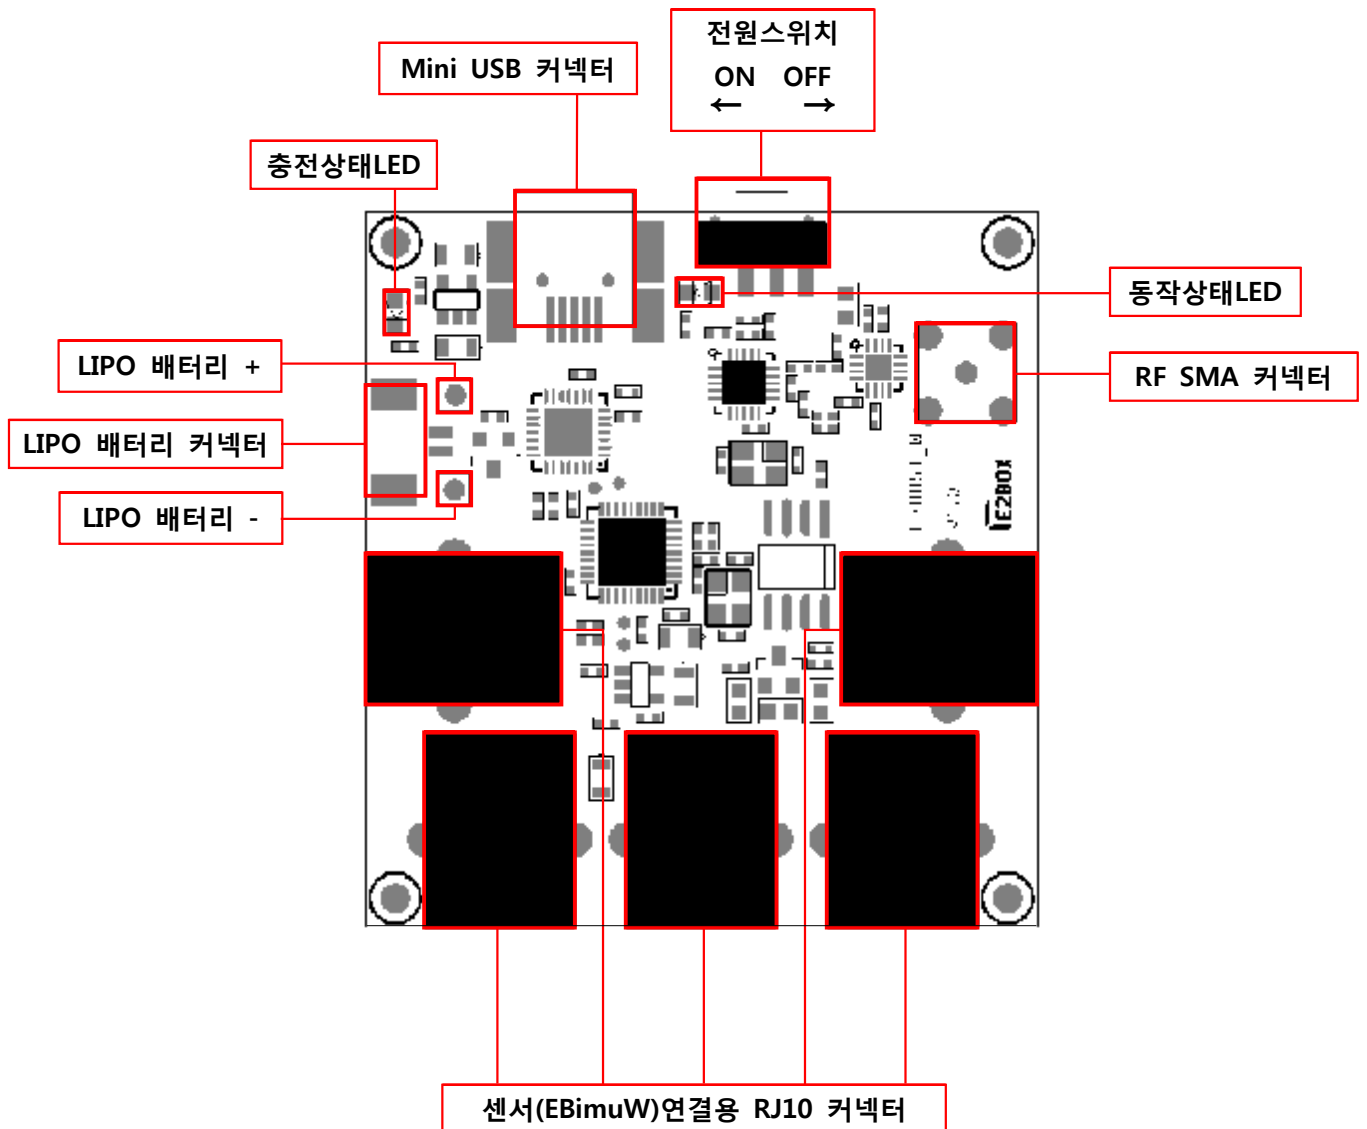 전원스위치
ON OFF
← →
Mini USB 커넥터
충전상태LED
동작상태LED
LIPO 배터리 +
RF SMA 커넥터
LIPO 배터리 커넥터
LIPO 배터리 -
E2BOX
센서(EBimuW)연결용 RJ10 커넥터